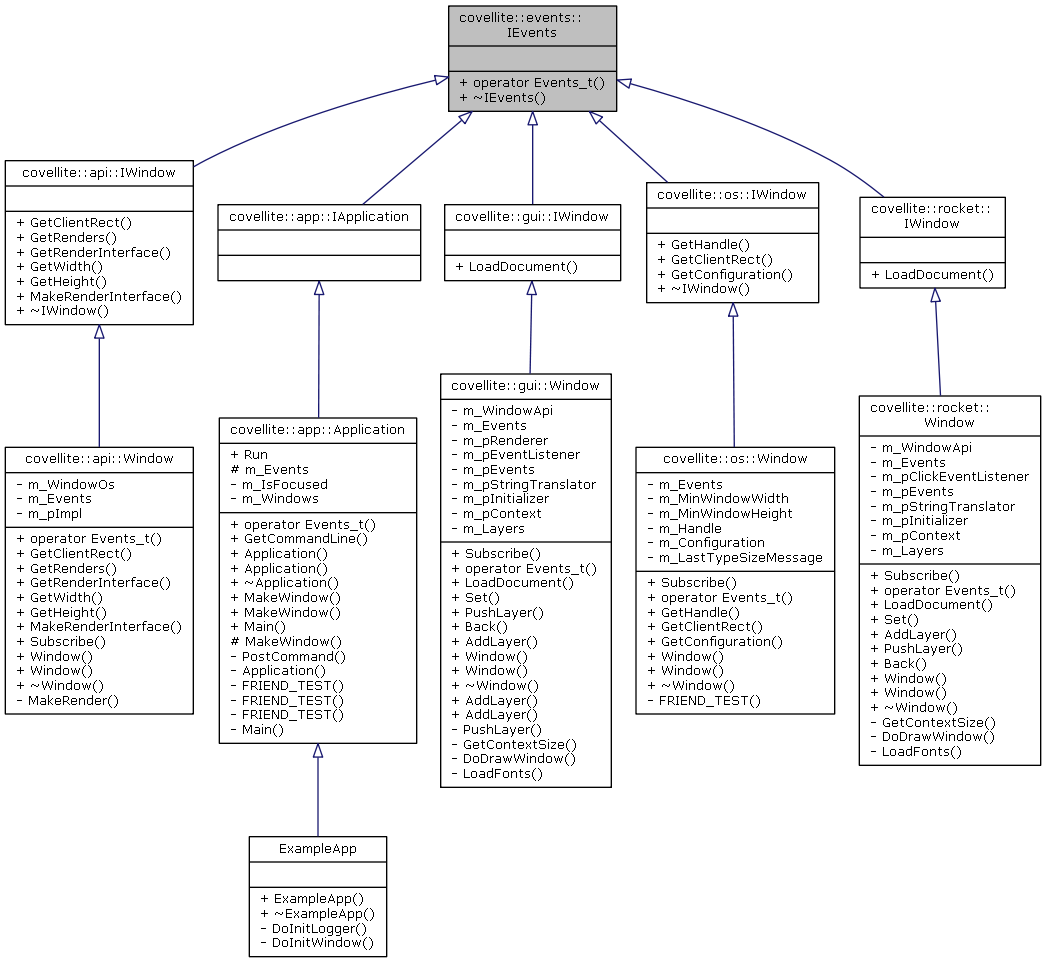 covellite::events::
IEvents
+ operator Events_t()
+ ~IEvents()
covellite::api::IWindow
+ GetClientRect()
+ GetRenders()
+ GetRenderInterface()
+ GetWidth()
+ GetHeight()
+ MakeRenderInterface()
+ ~IWindow()
covellite::app::IApplication
covellite::gui::IWindow
+ LoadDocument()
covellite::os::IWindow
+ GetHandle()
+ GetClientRect()
+ GetConfiguration()
+ ~IWindow()
covellite::rocket::
IWindow
+ LoadDocument()
covellite::api::Window
- m_WindowOs
- m_Events
- m_pImpl
+ operator Events_t()
+ GetClientRect()
+ GetRenders()
+ GetRenderInterface()
+ GetWidth()
+ GetHeight()
+ MakeRenderInterface()
+ Subscribe()
+ Window()
+ Window()
+ ~Window()
- MakeRender()
covellite::app::Application
+ Run
# m_Events
- m_IsFocused
- m_Windows
+ operator Events_t()
+ GetCommandLine()
+ Application()
+ Application()
+ ~Application()
+ MakeWindow()
+ MakeWindow()
+ Main()
# MakeWindow()
- PostCommand()
- Application()
- FRIEND_TEST()
- FRIEND_TEST()
- FRIEND_TEST()
- Main()
covellite::gui::Window
- m_WindowApi
- m_Events
- m_pRenderer
- m_pEventListener
- m_pEvents
- m_pStringTranslator
- m_pInitializer
- m_pContext
- m_Layers
+ Subscribe()
+ operator Events_t()
+ LoadDocument()
+ Set()
+ PushLayer()
+ Back()
+ AddLayer()
+ Window()
+ Window()
+ ~Window()
+ AddLayer()
+ AddLayer()
- PushLayer()
- GetContextSize()
- DoDrawWindow()
- LoadFonts()
covellite::os::Window
- m_Events
- m_MinWindowWidth
- m_MinWindowHeight
- m_Handle
- m_Configuration
- m_LastTypeSizeMessage
+ Subscribe()
+ operator Events_t()
+ GetHandle()
+ GetClientRect()
+ GetConfiguration()
+ Window()
+ Window()
+ ~Window()
- FRIEND_TEST()
covellite::rocket::
Window
- m_WindowApi
- m_Events
- m_pClickEventListener
- m_pEvents
- m_pStringTranslator
- m_pInitializer
- m_pContext
- m_Layers
+ Subscribe()
+ operator Events_t()
+ LoadDocument()
+ Set()
+ AddLayer()
+ PushLayer()
+ Back()
+ Window()
+ Window()
+ ~Window()
- GetContextSize()
- DoDrawWindow()
- LoadFonts()
ExampleApp
+ ExampleApp()
+ ~ExampleApp()
- DoInitLogger()
- DoInitWindow()